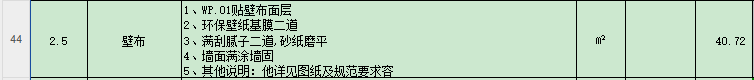 44 2.5 壁布 1、WP.01贴壁布面层
2、环保壁纸基膜二道
3、满刮腻子二道,砂纸磨平 m² 40.72
4、墙面满涂墙固
5、其他说明：他详见图纸及规范要求容